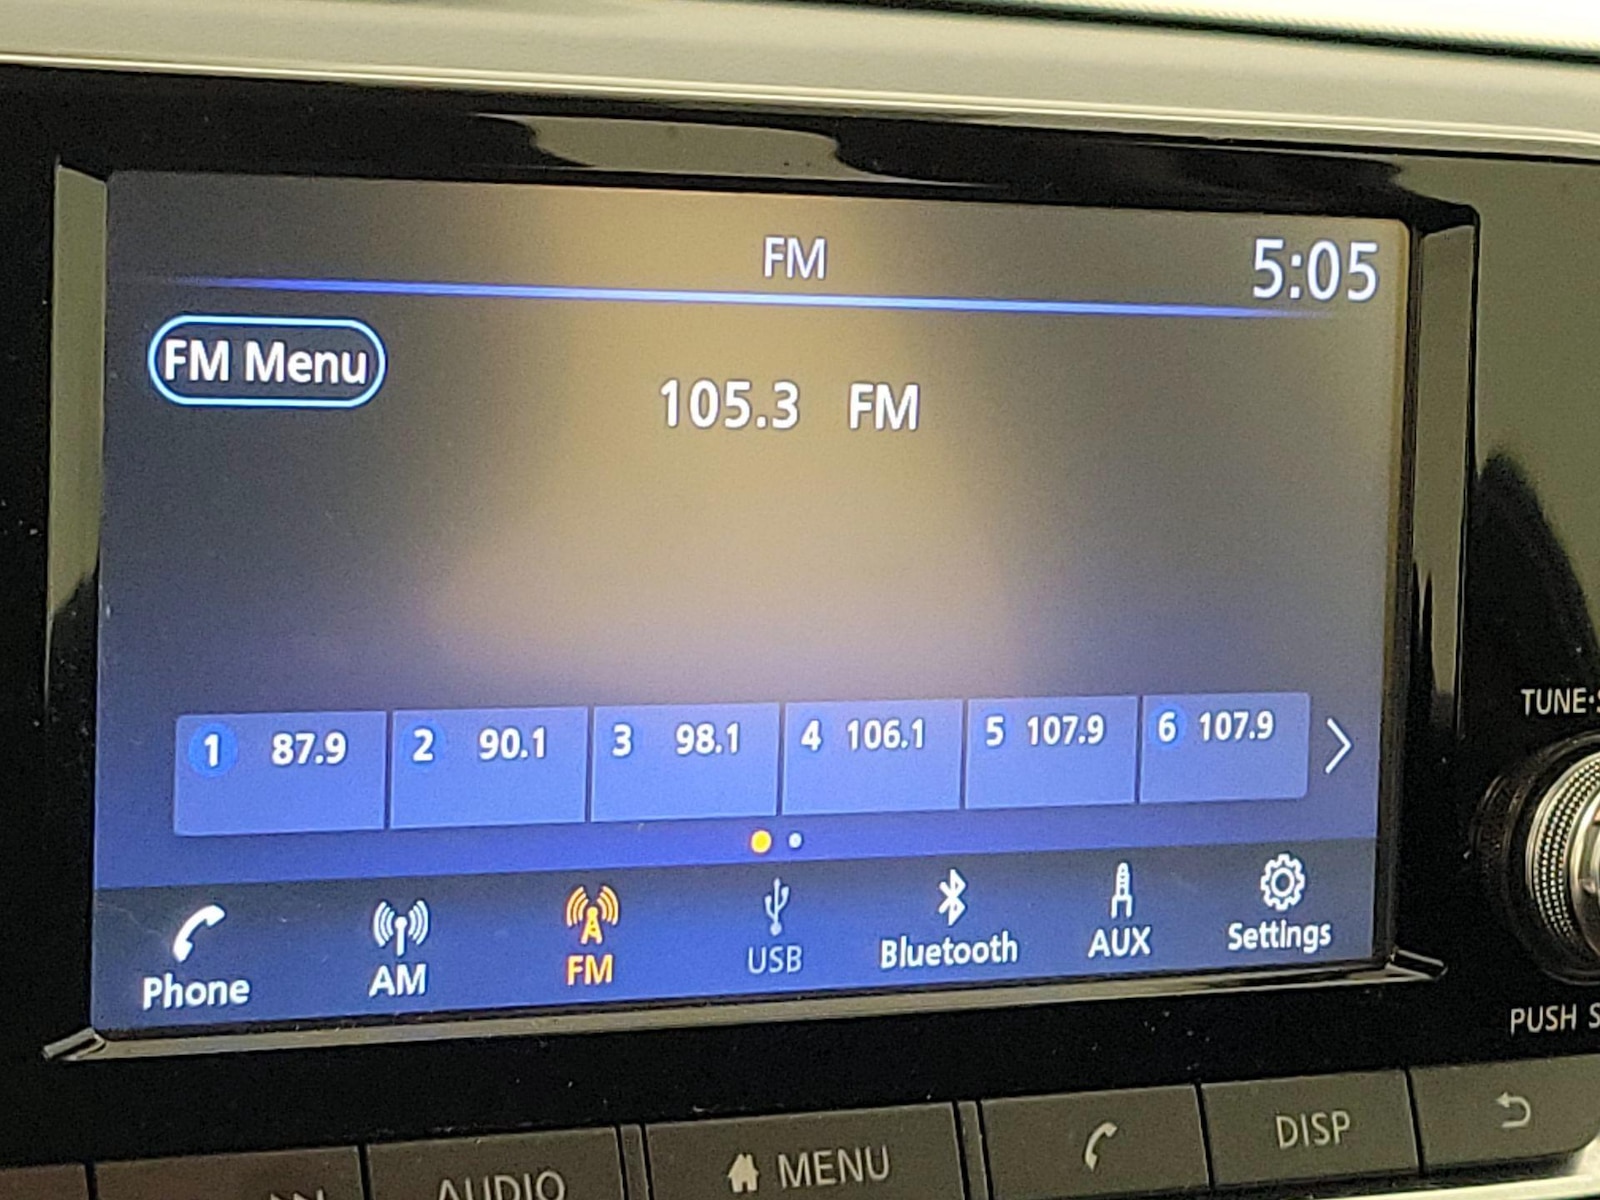 FM
5:05
FM Menu
105.3 FM
1 87.9 2 90.1 3 98.1 4 106.1 5 107.9 6 107.9
Phone AM FM USB Bluetooth AUX Settings
TUNE
PUSH
AUDIO MENU DISP